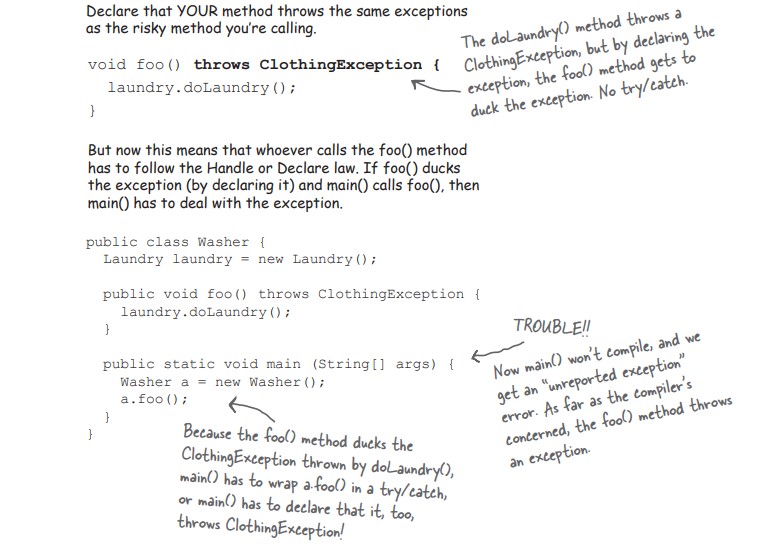 Declare that YOUR method throws the same exceptions
as the risky method you're calling.
void foo() throws ClothingException {
laundry.doLaundry();
}
The doLaundry() method throws a
ClothingException, but by declaring the
exception, the foo() method gets to
duck the exception. No try/catch.
But now this means that whoever calls the foo() method
has to follow the Handle or Declare law. If foo() ducks
the exception (by declaring it) and main() calls foo(), then
main() has to deal with the exception.
public class Washer {
Laundry laundry = new Laundry();
public void foo() throws ClothingException {
laundry.doLaundry();
}
public static void main (String[] args) {
Washer a = new Washer();
a.foo();
}
}
TROUBLE!!
Now main() won't compile, and we
get an "unreported exception"
error. As far as the compiler's
concerned, the foo() method throws
an exception.
Because the foo() method ducks the
ClothingException thrown by doLaundry(),
main() has to wrap a.foo() in a try/catch,
or main() has to declare that it, too,
throws ClothingException!